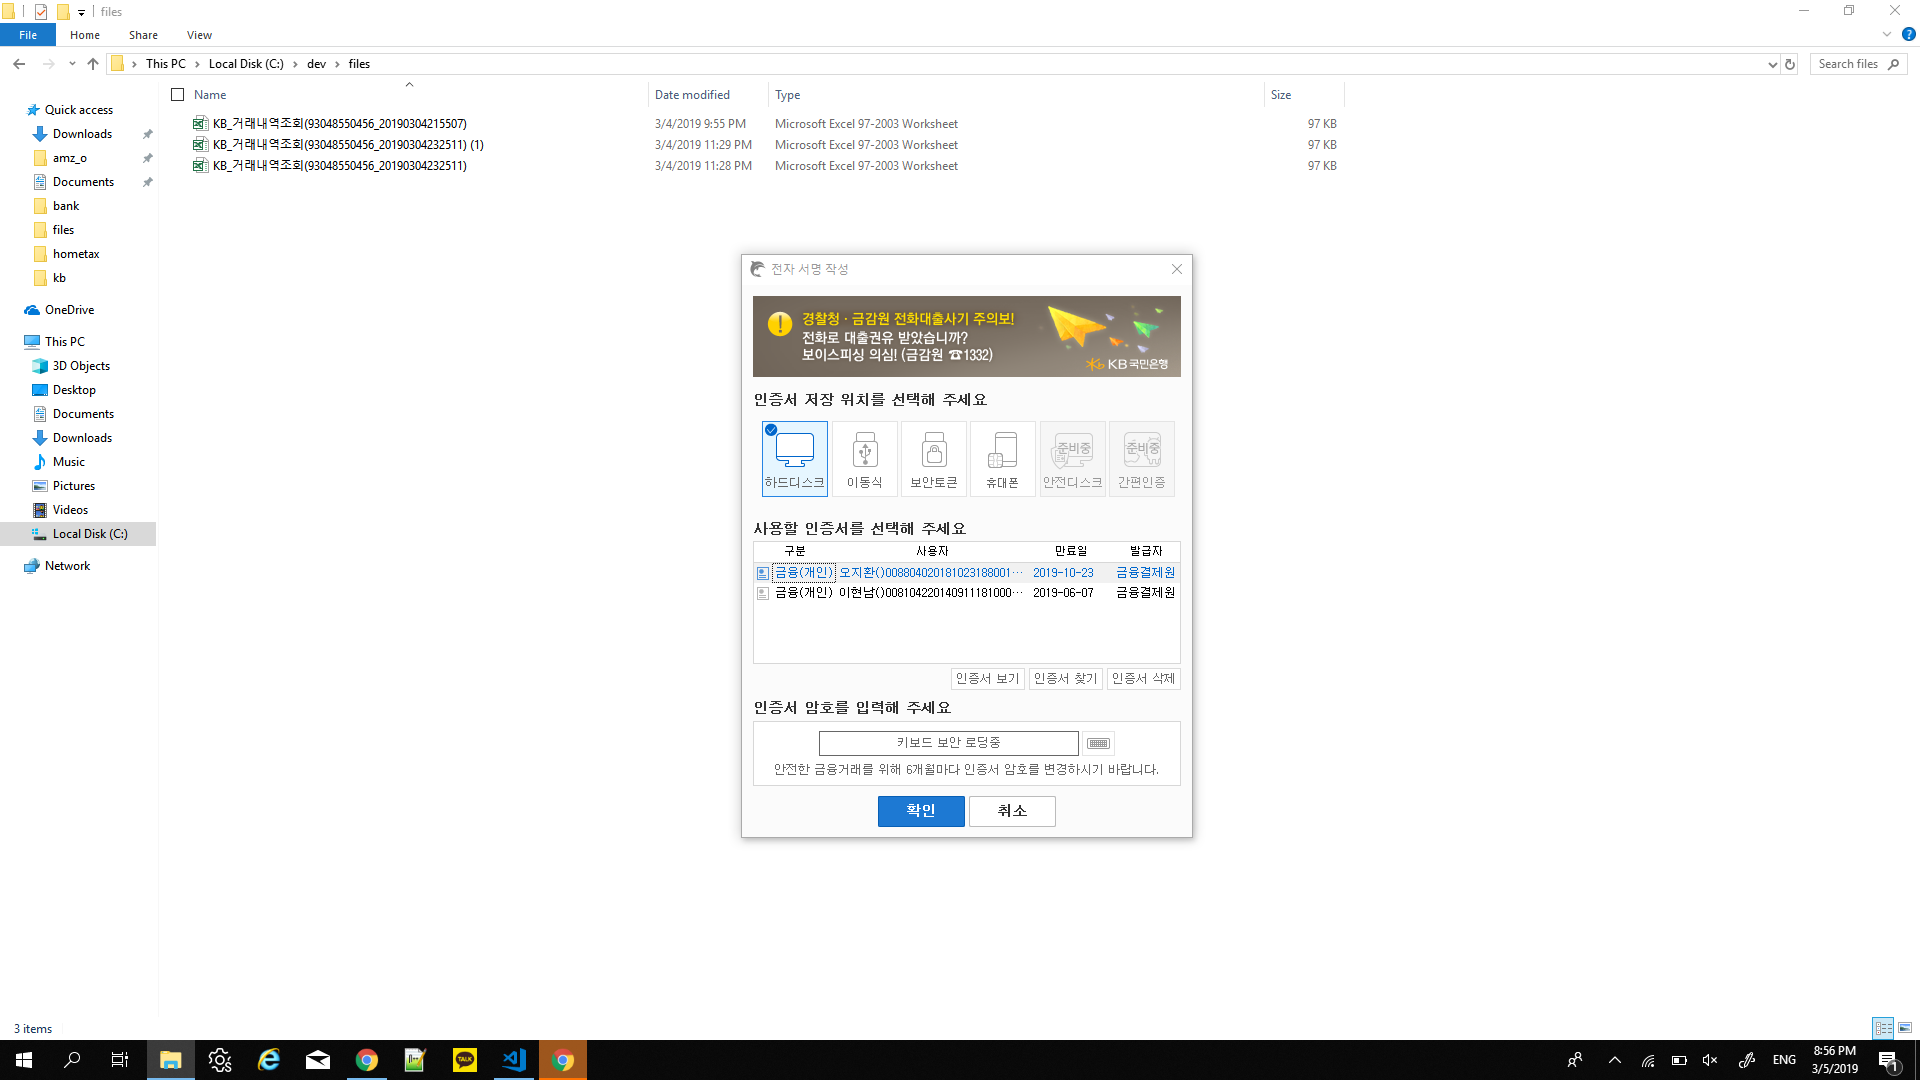 files
File Home Share View
This PC Local Disk (C:) dev files
Search files
Name Date modified Type Size
KB_거래내역조회(93048550456_20190304215507) 3/4/2019 9:55 PM Microsoft Excel 97-2003 Worksheet 97 KB
KB_거래내역조회(93048550456_20190304232511) (1) 3/4/2019 11:29 PM Microsoft Excel 97-2003 Worksheet 97 KB
KB_거래내역조회(93048550456_20190304232511) 3/4/2019 11:28 PM Microsoft Excel 97-2003 Worksheet 97 KB
Quick access
Downloads
amz_o
Documents
bank
files
hometax
kb
OneDrive
This PC
3D Objects
Desktop
Documents
Downloads
Music
Pictures
Videos
Local Disk (C:)
Network
전자 서명 작성
경찰청 · 금감원 전화대출사기 주의보!
전화로 대출권유 받았습니까?
보이스피싱 의심! (금감원 ☎1332)
KB국민은행
인증서 저장 위치를 선택해 주세요
준비중 준비중
하드디스크 이동식 보안토큰 휴대폰 안전디스크 간편인증
사용할 인증서를 선택해 주세요
구분 사용자 만료일 발급자
금융(개인) 오지환()008804020181023188001··· 2019-10-23 금융결제원
금융(개인) 이현남()008104220140911181000··· 2019-06-07 금융결제원
인증서 보기 인증서 찾기 인증서 삭제
인증서 암호를 입력해 주세요
키보드 보안 로딩중
안전한 금융거래를 위해 6개월마다 인증서 암호를 변경하시기 바랍니다.
확인 취소
3 items
TALK
ENG
8:56 PM
3/5/2019
1